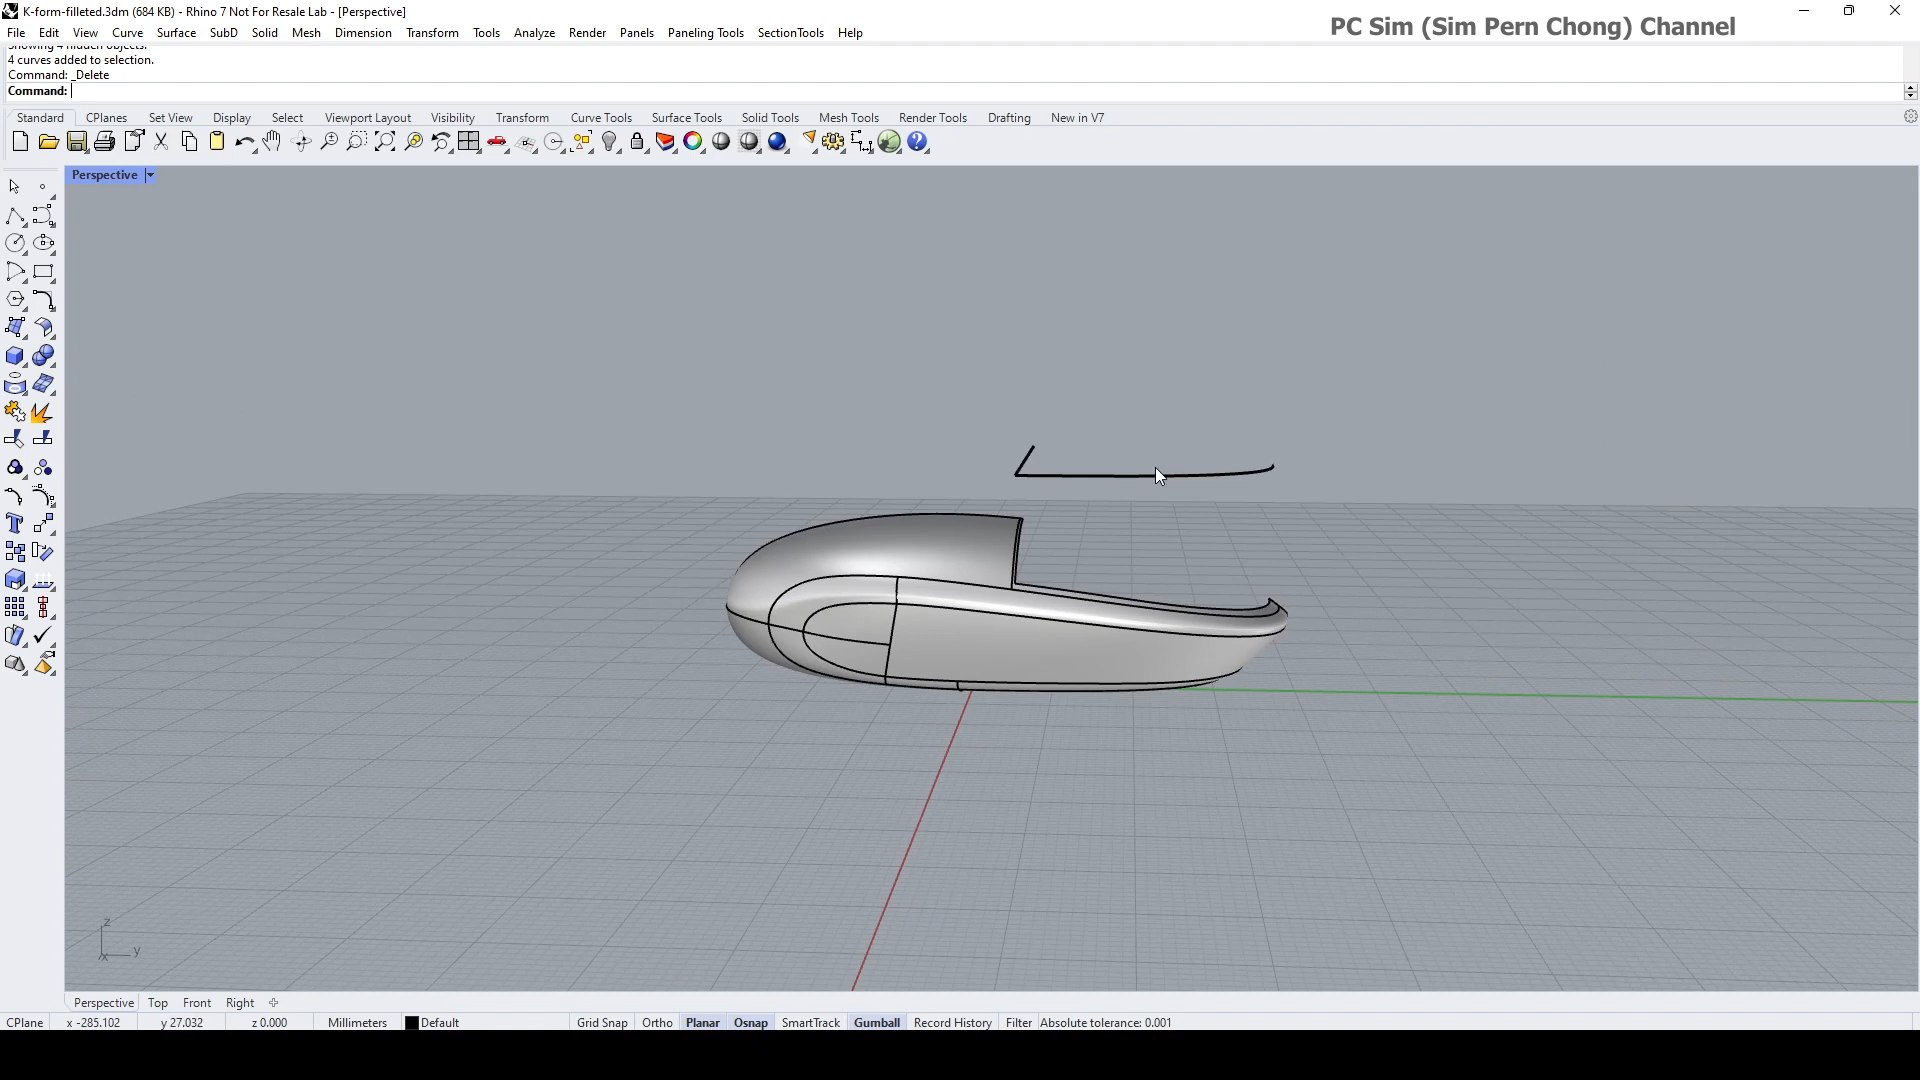 K-form-filleted.3dm (684 KB) - Rhino 7 Not For Resale Lab - [Perspective]
PC Sim (Sim Pern Chong) Channel
File Edit View Curve Surface SubD Solid Mesh Dimension Transform Tools Analyze Render Panels Paneling Tools SectionTools Help
Showing 4 hidden objects.
4 curves added to selection.
Command: _Delete
Command:
Standard CPlanes Set View Display Select Viewport Layout Visibility Transform Curve Tools Surface Tools Solid Tools Mesh Tools Render Tools Drafting New in V7
Perspective
z
y
x
Perspective Top Front Right
CPlane x -285.102 y 27.032 z 0.000 Millimeters Default Grid Snap Ortho Planar Osnap SmartTrack Gumball Record History Filter Absolute tolerance: 0.001